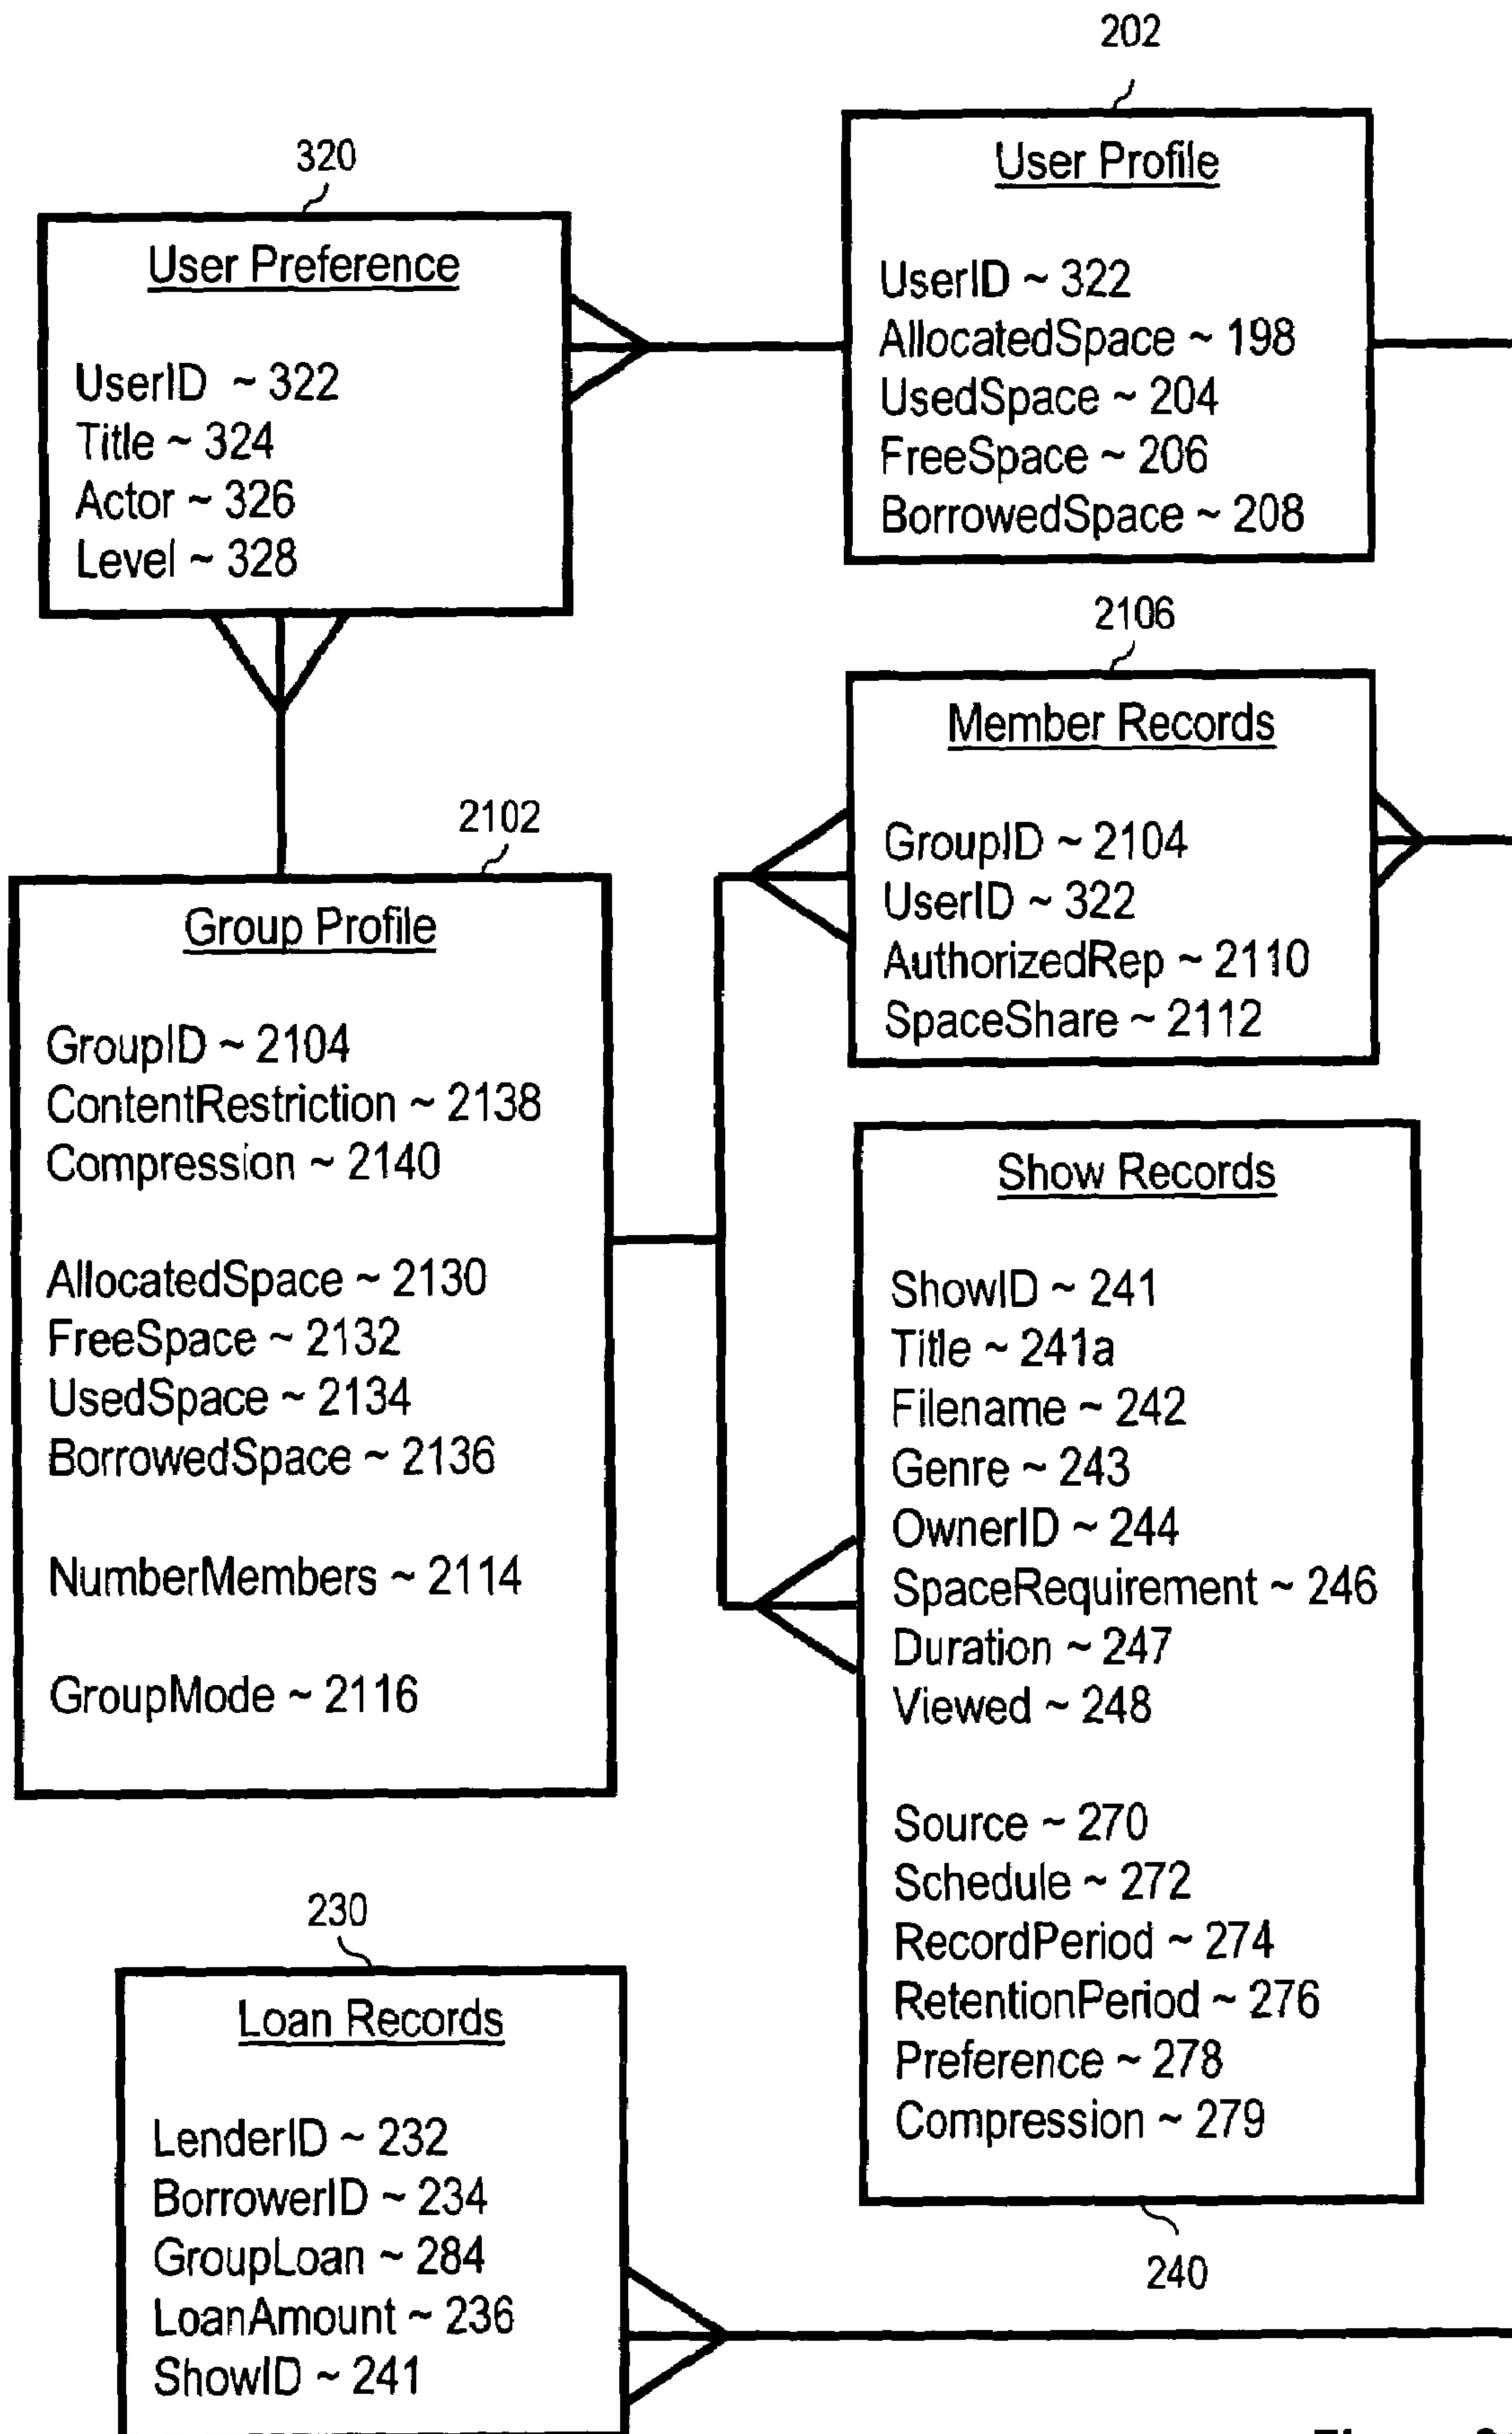 202
User Profile
UserID ~ 322
AllocatedSpace ~ 198
UsedSpace ~ 204
FreeSpace ~ 206
BorrowedSpace ~ 208
320
User Preference
UserID ~ 322
Title ~ 324
Actor ~ 326
Level ~ 328
2106
Member Records
GroupID ~ 2104
UserID ~ 322
AuthorizedRep ~ 2110
SpaceShare ~ 2112
2102
Group Profile
GroupID ~ 2104
ContentRestriction ~ 2138
Compression ~ 2140
AllocatedSpace ~ 2130
FreeSpace ~ 2132
UsedSpace ~ 2134
BorrowedSpace ~ 2136
NumberMembers ~ 2114
GroupMode ~ 2116
Show Records
ShowID ~ 241
Title ~ 241a
Filename ~ 242
Genre ~ 243
OwnerID ~ 244
SpaceRequirement ~ 246
Duration ~ 247
Viewed ~ 248
Source ~ 270
Schedule ~ 272
RecordPeriod ~ 274
RetentionPeriod ~ 276
Preference ~ 278
Compression ~ 279
240
230
Loan Records
LenderID ~ 232
BorrowerID ~ 234
GroupLoan ~ 284
LoanAmount ~ 236
ShowID ~ 241